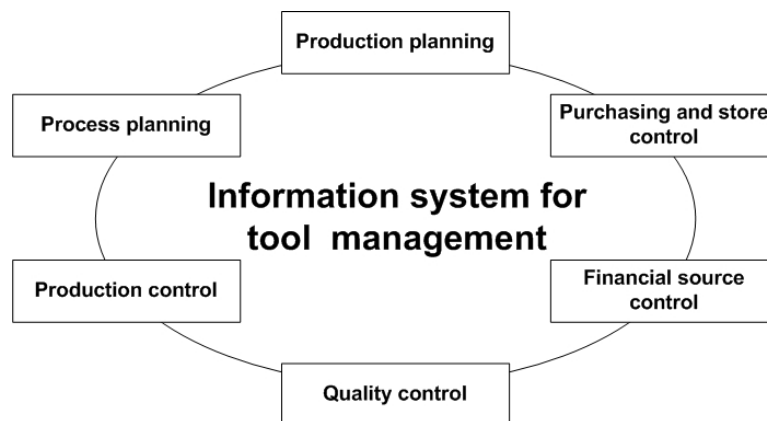 Production planning
Process planning
Purchasing and store
control
Information system for
tool management
Production control
Financial source
control
Quality control